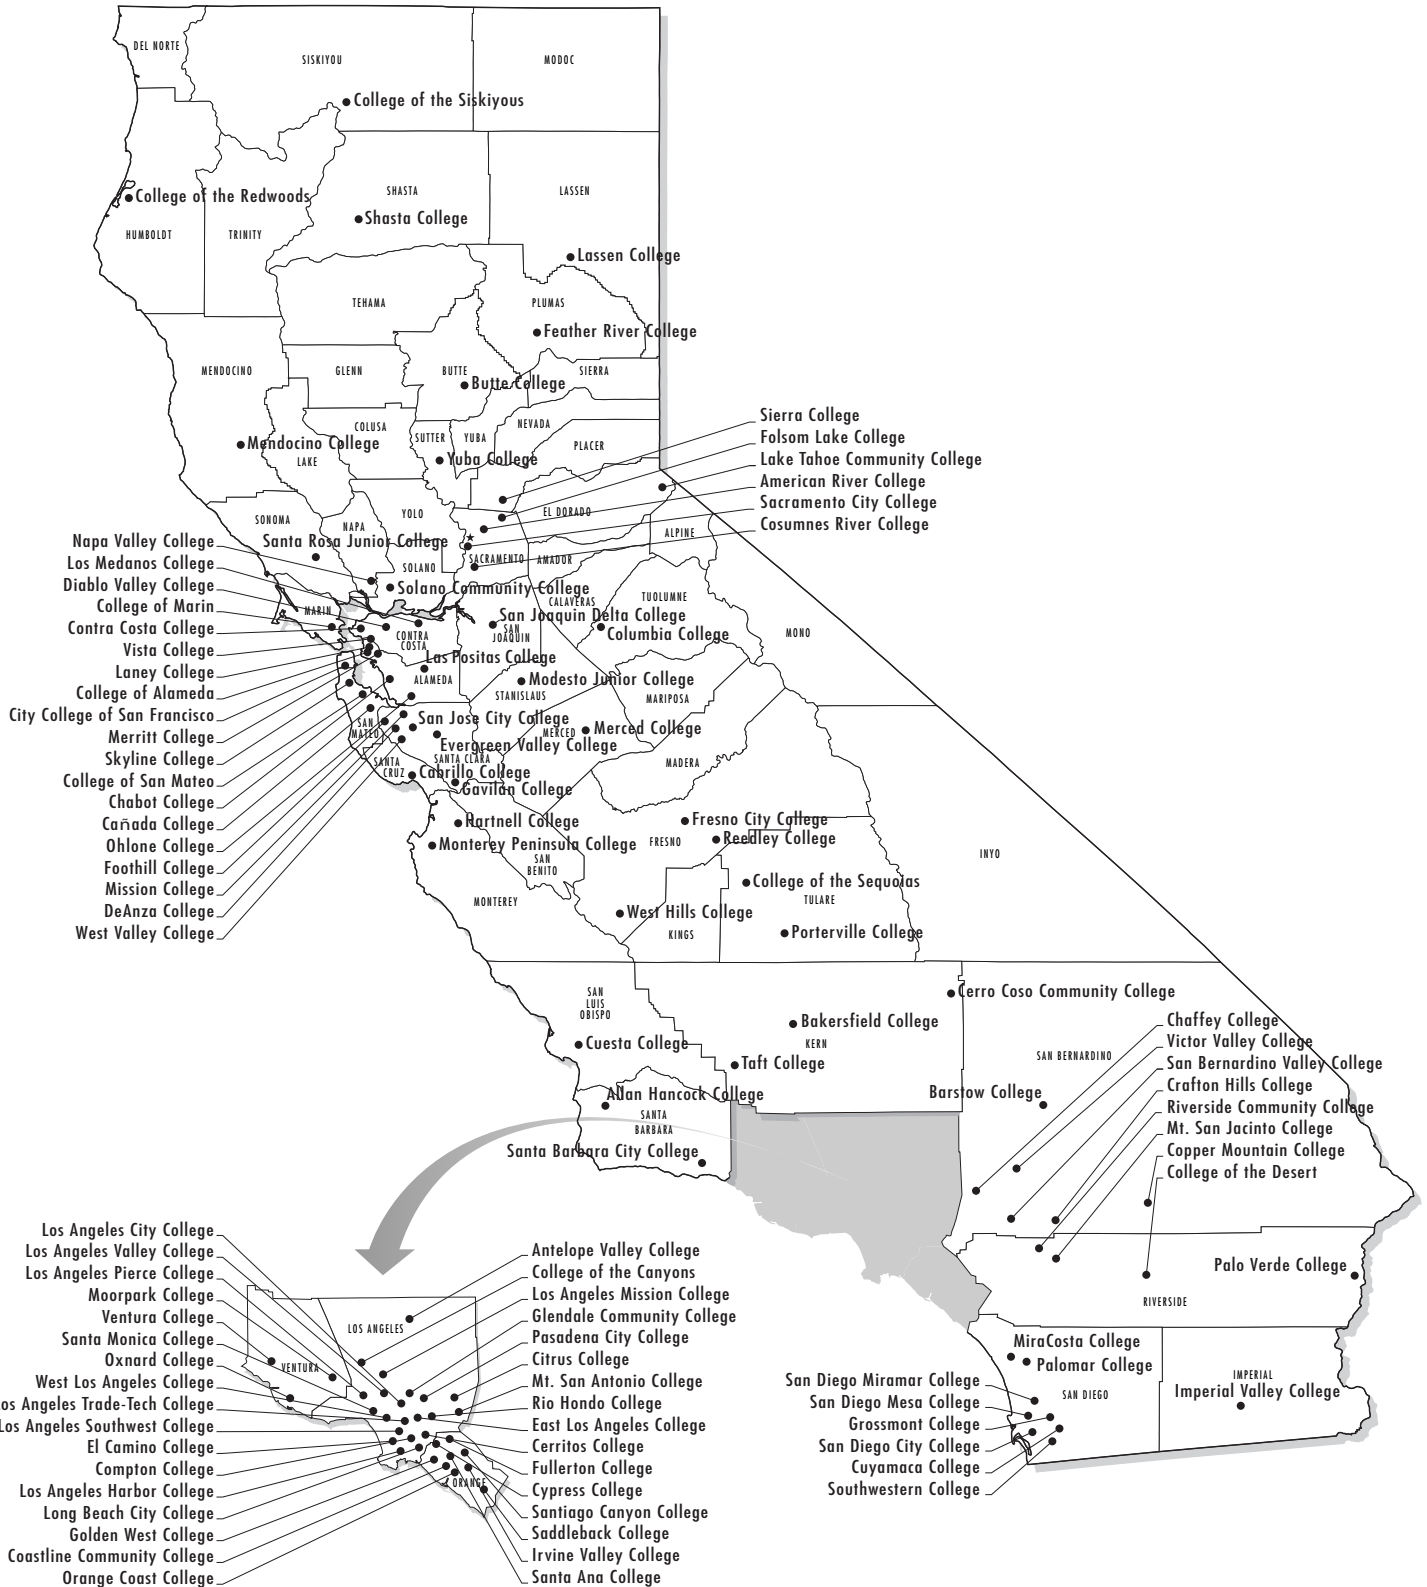 DEL NORTE
SISKIYOU
MODOC
College of the Siskiyous
College of the Redwoods
SHASTA
LASSEN
Shasta College
HUMBOLDT
TRINITY
Lassen College
TEHAMA
PLUMAS
Feather River College
MENDOCINO
GLENN
BUTTE
SIERRA
Butte College
COLUSA
SUTTER
YUBA
NEVADA
PLACER
Mendocino College
LAKE
Yuba College
Sierra College
Folsom Lake College
Lake Tahoe Community College
American River College
Sacramento City College
Cosumnes River College
SONOMA
NAPA
YOLO
EL DORADO
ALPINE
Santa Rosa Junior College
SOLANO
SACRAMENTO
AMADOR
Solano Community College
MARIN
CALAVERAS
TUOLUMNE
San Joaquin Delta College
SAN
JOAQUIN
Columbia College
MONO
CONTRA
COSTA
Las Positas College
ALAMEDA
Modesto Junior College
STANISLAUS
MARIPOSA
San Jose City College
SAN
MATEO
MERCED
Merced College
Evergreen Valley College
SANTA CLARA
SANTA
CRUZ
Cabrillo College
Gavilan College
MADERA
Napa Valley College
Los Medanos College
Diablo Valley College
College of Marin
Contra Costa College
Vista College
Laney College
College of Alameda
City College of San Francisco
Merritt College
Skyline College
College of San Mateo
Chabot College
Cañada College
Ohlone College
Foothill College
Mission College
DeAnza College
West Valley College
Hartnell College
Monterey Peninsula College
SAN
BENITO
Fresno City College
FRESNO
Reedley College
INYO
College of the Sequoias
TULARE
MONTEREY
West Hills College
KINGS
Porterville College
SAN
LUIS
OBISPO
Cerro Coso Community College
Bakersfield College
KERN
Cuesta College
Taft College
SAN BERNARDINO
Barstow College
Allan Hancock College
SANTA
BARBARA
Santa Barbara City College
Chaffey College
Victor Valley College
San Bernardino Valley College
Crafton Hills College
Riverside Community College
Mt. San Jacinto College
Copper Mountain College
College of the Desert
Palo Verde College
RIVERSIDE
MiraCosta College
Palomar College
SAN DIEGO
IMPERIAL
Imperial Valley College
San Diego Miramar College
San Diego Mesa College
Grossmont College
San Diego City College
Cuyamaca College
Southwestern College
Los Angeles City College
Los Angeles Valley College
Los Angeles Pierce College
Moorpark College
Ventura College
Santa Monica College
Oxnard College
West Los Angeles College
os Angeles Trade-Tech College
Los Angeles Southwest College
El Camino College
Compton College
Los Angeles Harbor College
Long Beach City College
Golden West College
Coastline Community College
Orange Coast College
LOS ANGELES
VENTURA
ORANGE
Antelope Valley College
College of the Canyons
Los Angeles Mission College
Glendale Community College
Pasadena City College
Citrus College
Mt. San Antonio College
Rio Hondo College
East Los Angeles College
Cerritos College
Fullerton College
Cypress College
Santiago Canyon College
Saddleback College
Irvine Valley College
Santa Ana College